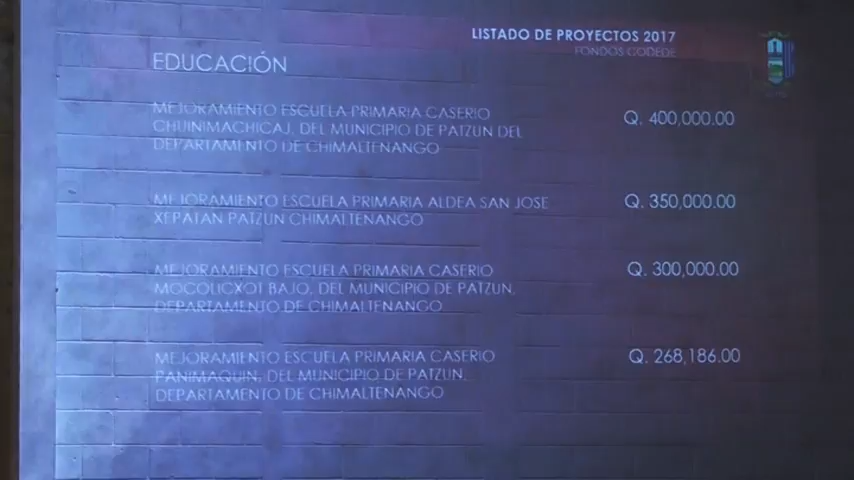 LISTADO DE PROYECTOS 2017
FONDOS CODEDE
EDUCACIÓN
MEJORAMIENTO ESCUELA PRIMARIA CASERIO
CHUINIMACHICAJ, DEL MUNICIPIO DE PATZUN DEL
DEPARTAMENTO DE CHIMALTENANGO
Q. 400,000.00
MEJORAMIENTO ESCUELA PRIMARIA ALDEA SAN JOSE
XEPATAN PATZUN CHIMALTENANGO
Q. 350,000.00
MEJORAMIENTO ESCUELA PRIMARIA CASERIO
MOCOLICXOT BAJO, DEL MUNICIPIO DE PATZUN,
DEPARTAMENTO DE CHIMALTENANGO
Q. 300,000.00
MEJORAMIENTO ESCUELA PRIMARIA CASERIO
PANIMAQUIN, DEL MUNICIPIO DE PATZUN,
DEPARTAMENTO DE CHIMALTENANGO
Q. 268,186.00